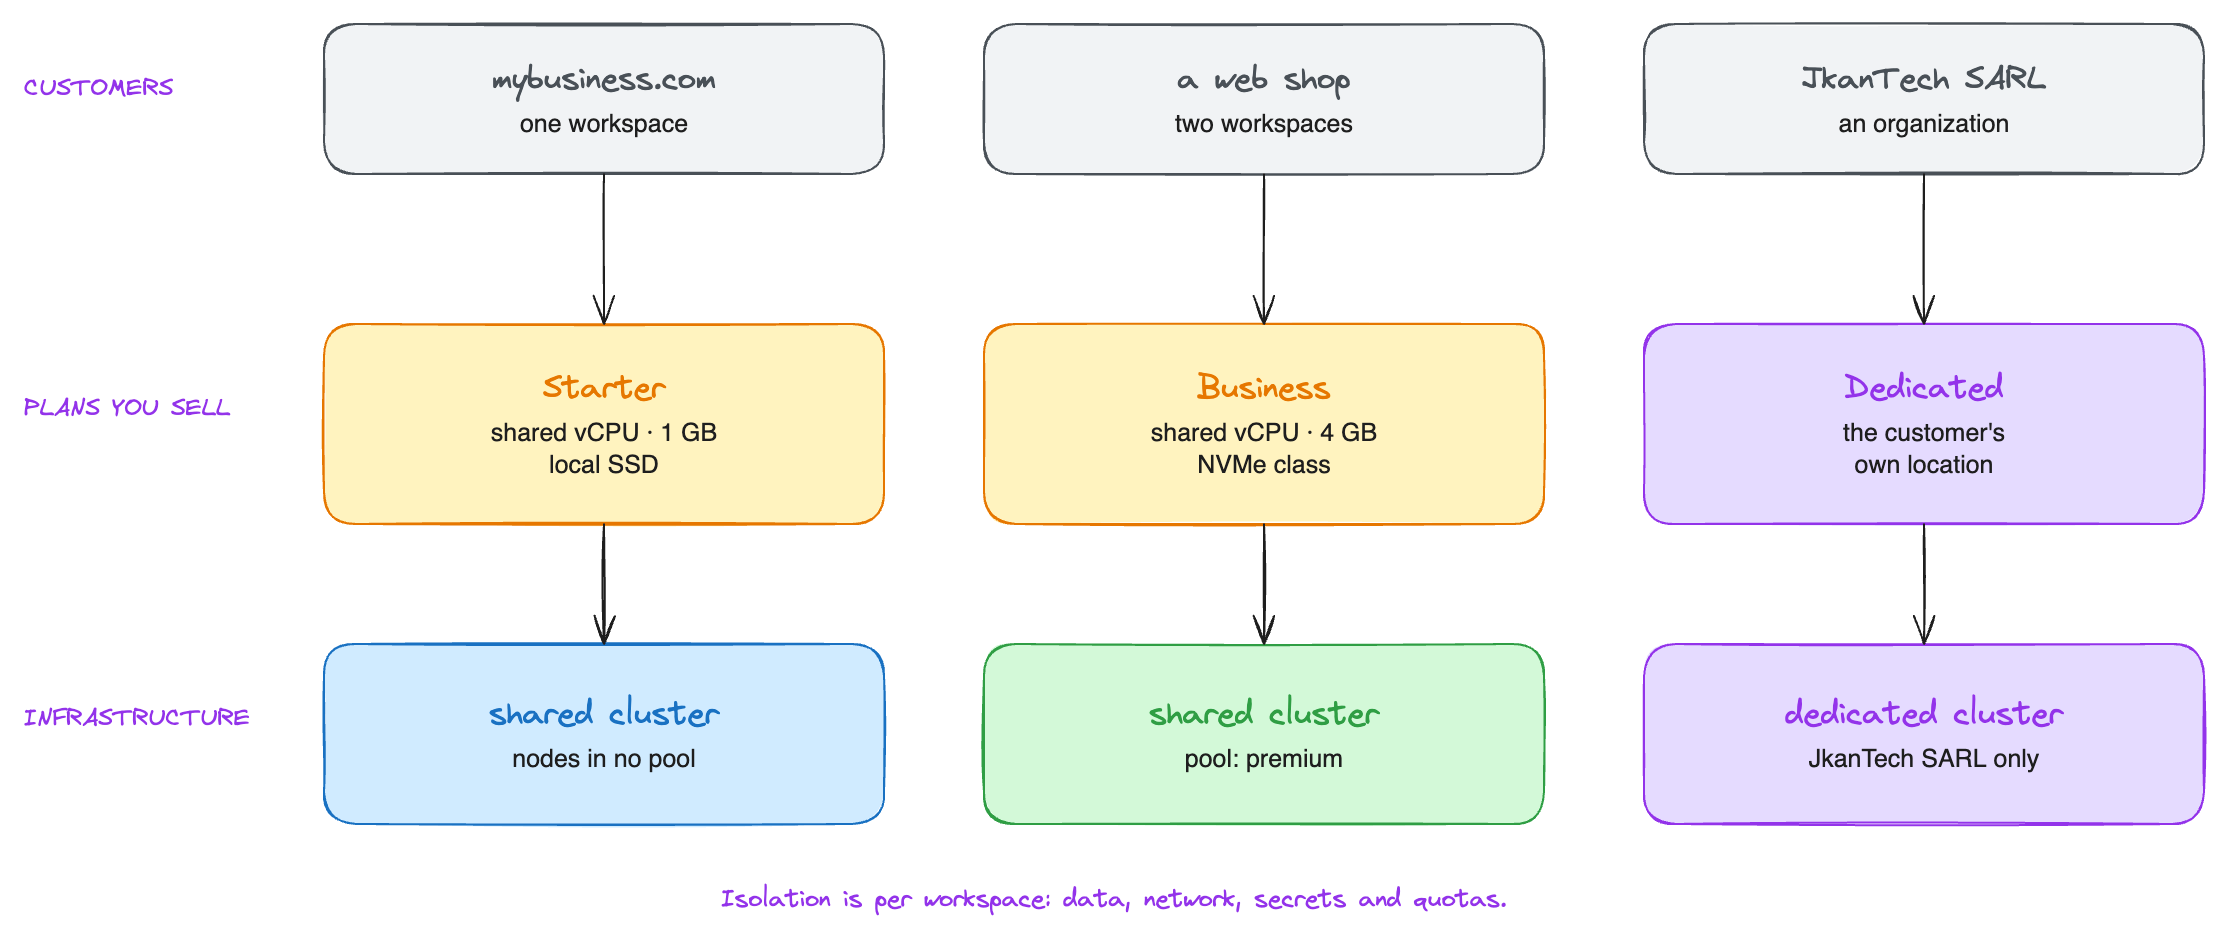 CUSTOMERS
mybusiness.com
one workspace
a web shop
two workspaces
JkanTech SARL
an organization
PLANS YOU SELL
Starter
shared vCPU · 1 GB
local SSD
Business
shared vCPU · 4 GB
NVMe class
Dedicated
the customer's
own location
INFRASTRUCTURE
shared cluster
nodes in no pool
shared cluster
pool: premium
dedicated cluster
JkanTech SARL only
Isolation is per workspace: data, network, secrets and quotas.